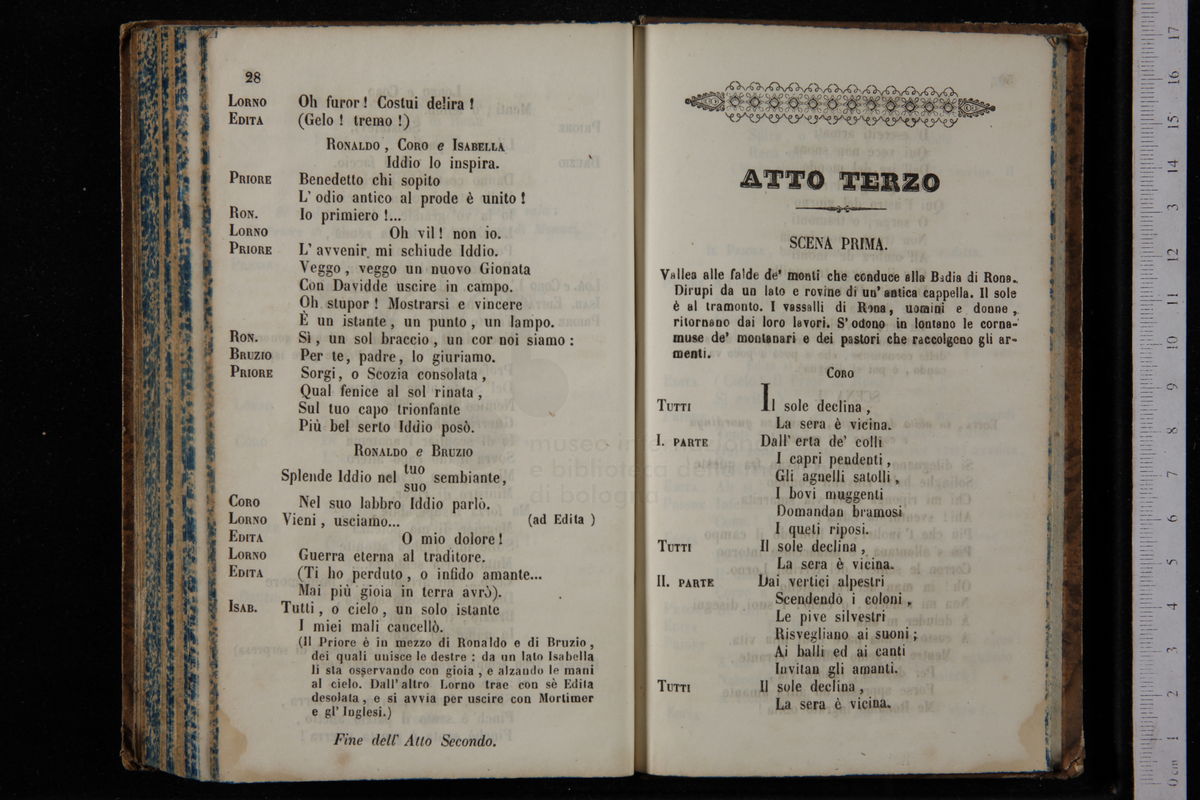 28
LORNO Oh furor! Costui delira!
EDITA (Gelo! tremo!)
RONALDO, CORO e ISABELLA
Iddio lo inspira.
PRIORE Benedetto chi sopito
L'odio antico al prode è unito!
RON. Io primiero!...
LORNO Oh vil! non io.
PRIORE L'avvenir mi schiude Iddio.
Veggo, veggo un nuovo Gionata
Con Davidde uscire in campo.
Oh stupor! Mostrarsi e vincere
È un istante, un punto, un lampo.
RON. Sì, un sol braccio, un cor noi siamo:
BRUZIO Per te, padre, lo giuriamo.
PRIORE Sorgi, o Scozia consolata,
Qual fenice al sol rinata,
Sul tuo capo trionfante
Più bel serto Iddio posò.
RONALDO e BRUZIO
Splende Iddio nel tuo sembiante,
suo
CORO Nel suo labbro Iddio parlò.
LORNO Vieni, usciamo... (ad Edita)
EDITA O mio dolore!
LORNO Guerra eterna al traditore.
EDITA (Ti ho perduto, o infido amante...
Mai più gioia in terra avrò).
ISAB. Tutti, o cielo, un solo istante
I miei mali cancellò.
(Il Priore è in mezzo di Ronaldo e di Bruzio,
dei quali unisce le destre: da un lato Isabella
li sta osservando con gioia, e alzando le mani
al cielo. Dall'altro Lorno trae con sè Edita
desolata, e si avvia per uscire con Mortimer
e gl'Inglesi.)
Fine dell'Atto Secondo.
ATTO TERZO
SCENA PRIMA.
Vallea alle falde de' monti che conduce alla Badia di Rona.
Dirupi da un lato e rovine di un'antica cappella. Il sole
è al tramonto. I vassalli di Rona, uomini e donne,
ritornano dai loro lavori. S'odono in lontano le corna-
muse de' montanari e dei pastori che raccolgono gli ar-
menti.
CORO
TUTTI Il sole declina,
La sera è vicina.
I. PARTE Dall'erta de' colli
I capri pendenti,
Gli agnelli satolli,
I bovi muggenti
Domandan bramosi
I queti riposi.
TUTTI Il sole declina,
La sera è vicina.
II. PARTE Dai vertici alpestri
Scendendo i coloni,
Le pive silvestri
Risvegliano ai suoni;
Ai balli ed ai canti
Invitan gli amanti.
TUTTI Il sole declina,
La sera è vicina.